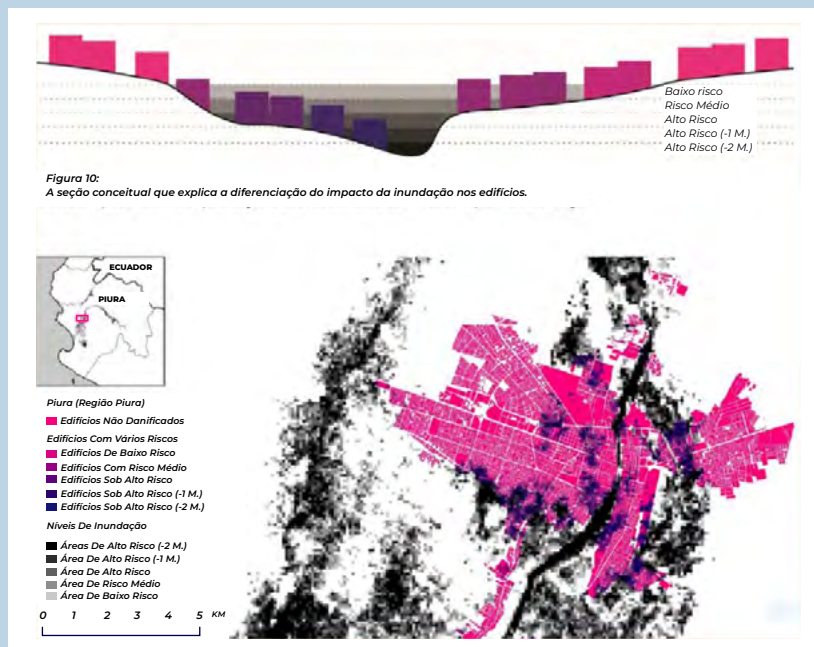 Baixo risco
Risco Médio
Alto Risco
Alto Risco (-1 M.)
Alto Risco (-2 M.)
Figura 10:
A seção conceitual que explica a diferenciação do impacto da inundação nos edifícios.
ECUADOR
PIURA
Piura (Região Piura)
Edifícios Não Danificados
Edifícios Com Vários Riscos
Edifícios De Baixo Risco
Edifícios Com Risco Médio
Edifícios Sob Alto Risco
Edifícios Sob Alto Risco (-1 M.)
Edifícios Sob Alto Risco (-2 M.)
Níveis De Inundação
Áreas De Alto Risco (-2 M.)
Área De Alto Risco (-1 M.)
Área De Alto Risco
Área De Risco Médio
Área De Baixo Risco
0 1 2 3 4 5 KM